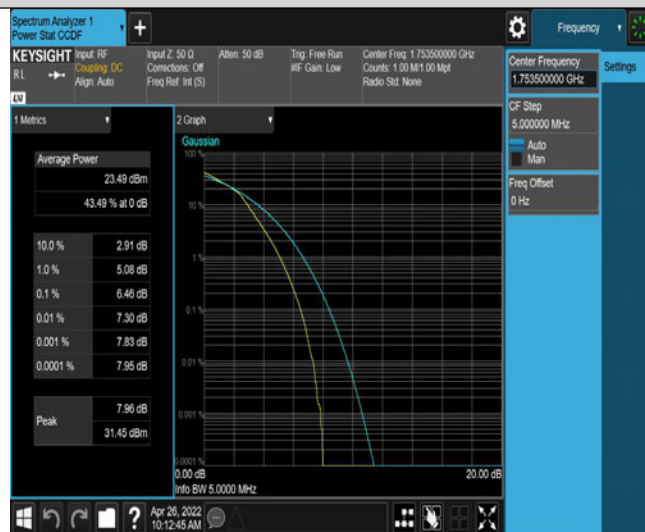 Spectrum Analyzer 1
Power Stat CCDF
+
Frequency
KEYSIGHT
Input: RF
Coupling: DC
Align: Auto
Input Z: 50 Ω
Corrections: Off
Freq Ref: Int (S)
Atten: 50 dB
Trig: Free Run
#IF Gain: Low
Center Freq: 1.753500000 GHz
Counts: 1.00 M/1.00 Mpt
Radio Std: None
RL
LXI
Center Frequency
1.753500000 GHz
Settings
CF Step
5.000000 MHz
Auto
Man
Freq Offset
0 Hz
1 Metrics
Average Power
23.49 dBm
43.49 % at 0 dB
10.0 % 2.91 dB
1.0 % 5.08 dB
0.1 % 6.46 dB
0.01 % 7.30 dB
0.001 % 7.83 dB
0.0001 % 7.95 dB
Peak
7.96 dB
31.45 dBm
2 Graph
Gaussian
100 %
10 %
1 %
0.1 %
0.01 %
0.001 %
0.0001 %
0.00 dB
20.00 dB
Info BW 5.0000 MHz
?
Apr 26, 2022
10:12:45 AM